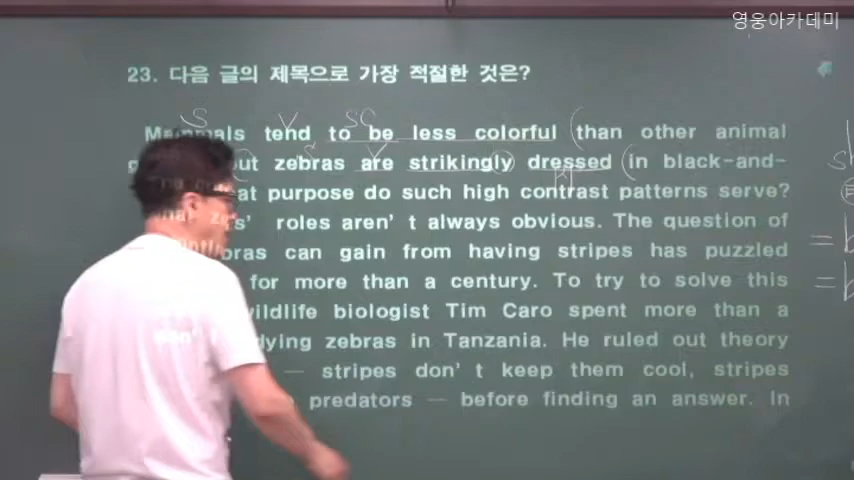 영웅아카데미
23. 다음 글의 제목으로 가장 적절한 것은?
S V SC
Mammals tend to be less colorful (than other animal
but zebras are strikingly dressed (in black-and-
at purpose do such high contrast patterns serve?
roles aren't always obvious. The question of
can gain from having stripes has puzzled
for more than a century. To try to solve this
wildlife biologist Tim Caro spent more than a
zebras in Tanzania. He ruled out theory
— stripes don't keep them cool, stripes
predators — before finding an answer. In